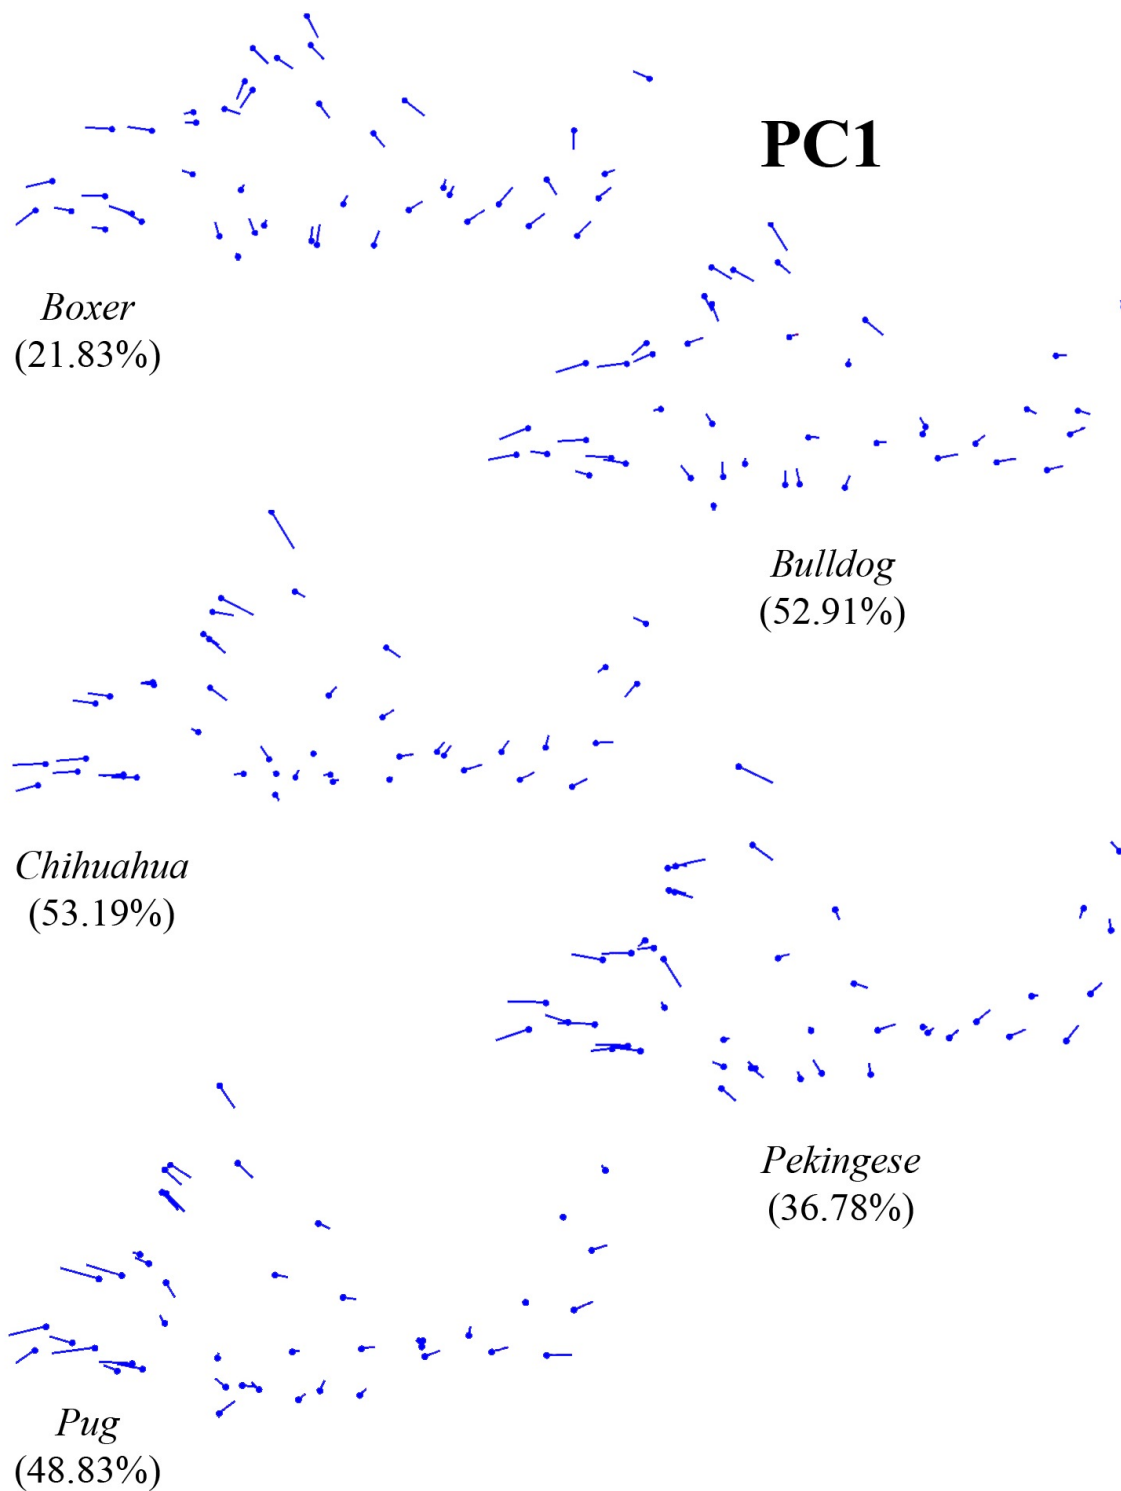 PC1
Boxer
(21.83%)
Bulldog
(52.91%)
Chihuahua
(53.19%)
Pekingese
(36.78%)
Pug
(48.83%)